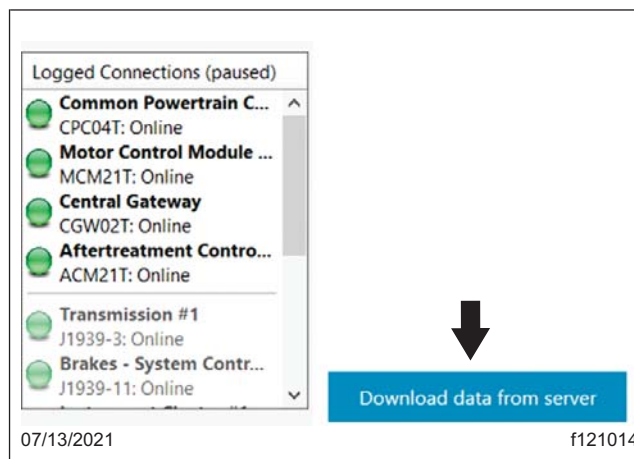 Logged Connections (paused)
Common Powertrain C...
CPC04T: Online
Motor Control Module ...
MCM21T: Online
Central Gateway
CGW02T: Online
Aftertreatment Contro...
ACM21T: Online
Transmission #1
J1939-3: Online
Brakes - System Contr...
J1939-11: Online
Download data from server
07/13/2021
f121014